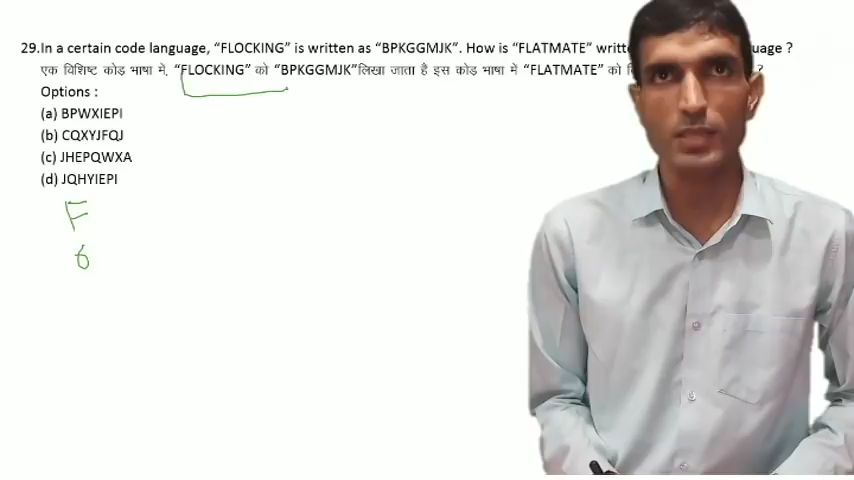 29.In a certain code language, “FLOCKING” is written as “BPKGGMJK”. How is “FLATMATE” uage ?
एक विशिष्ट कोड़ भाषा में, “FLOCKING” को “BPKGGMJK”लिखा जाता है इस कोड़ भाषा में “FLATMATE” को ?
Options :
(a) BPWXIEPI
(b) CQXYJFQJ
(c) JHEPQWXA
(d) JQHYIEPI
F
6